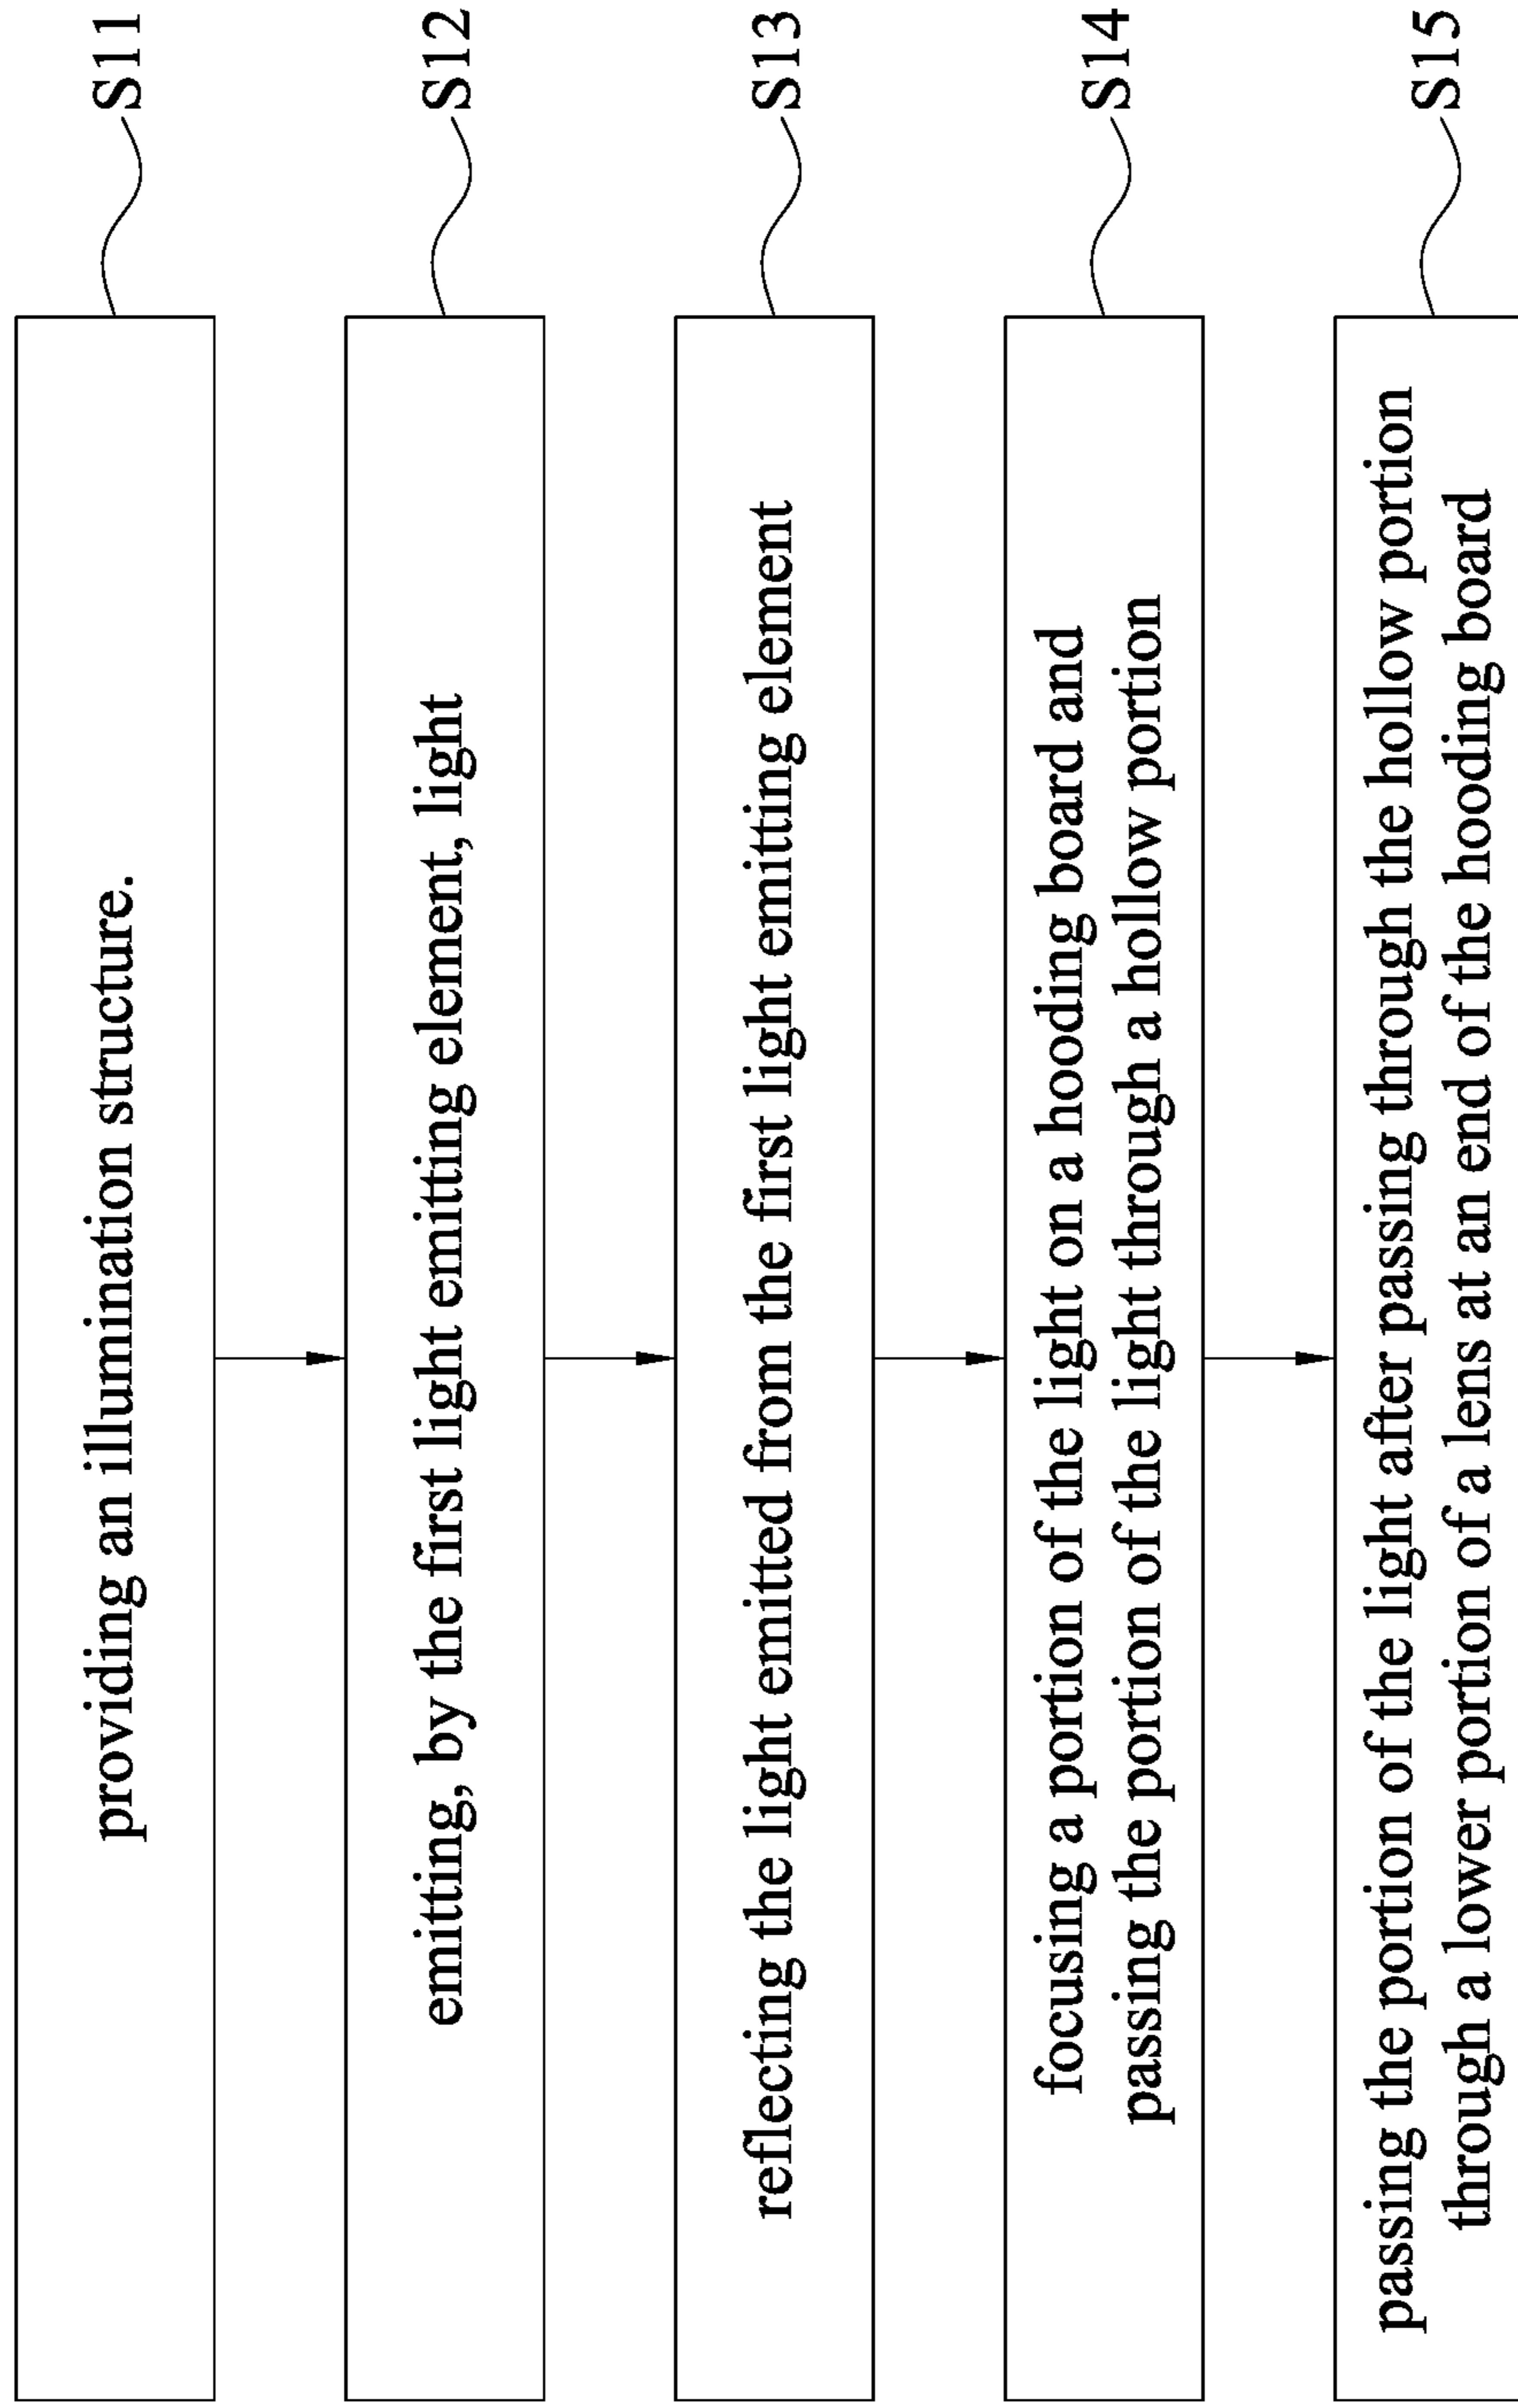 providing an illumination structure.
S11
emitting, by the first light emitting element, light
S12
reflecting the light emitted from the first light emitting element
S13
focusing a portion of the light on a hooding board and
passing the portion of the light through a hollow portion
S14
passing the portion of the light after passing through the hollow portion
through a lower portion of a lens at an end of the hooding board
S15